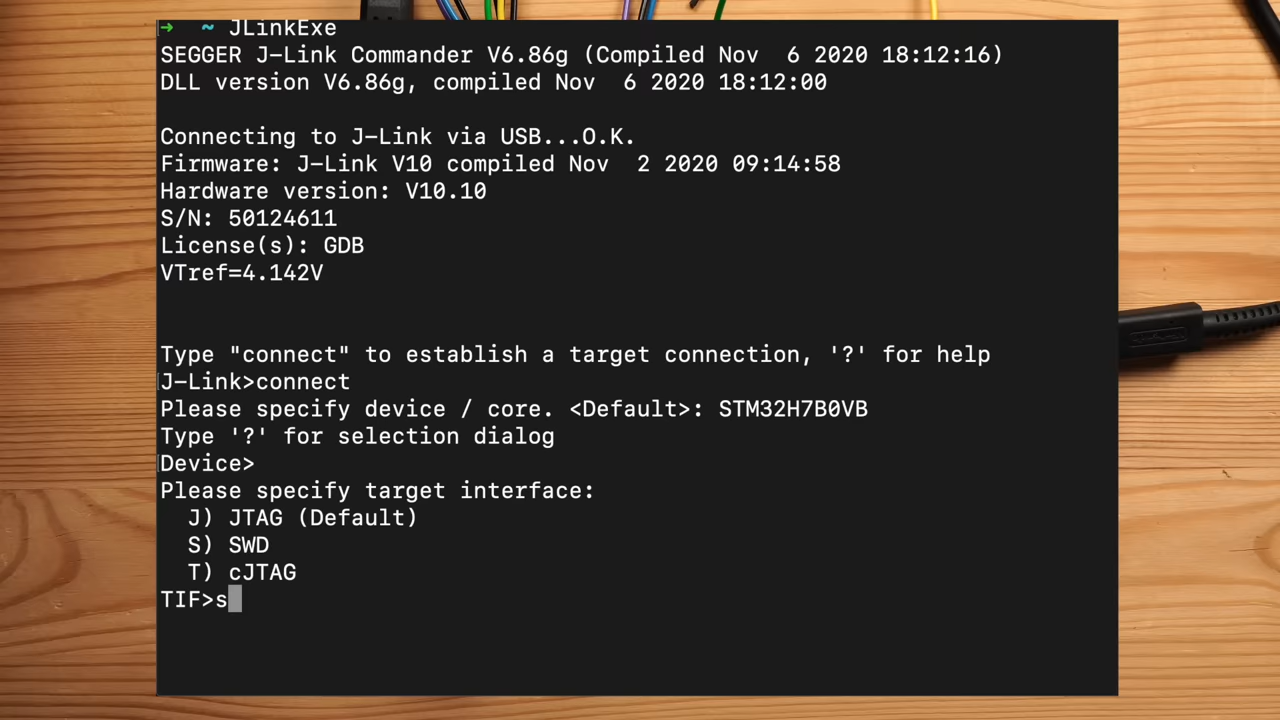 → ~ JLinkExe
SEGGER J-Link Commander V6.86g (Compiled Nov  6 2020 18:12:16)
DLL version V6.86g, compiled Nov  6 2020 18:12:00
Connecting to J-Link via USB...O.K.
Firmware: J-Link V10 compiled Nov  2 2020 09:14:58
Hardware version: V10.10
S/N: 50124611
License(s): GDB
VTref=4.142V
Type "connect" to establish a target connection, '?' for help
J-Link>connect
Please specify device / core. <Default>: STM32H7B0VB
Type '?' for selection dialog
Device>
Please specify target interface:
J) JTAG (Default)
S) SWD
T) cJTAG
TIF>s